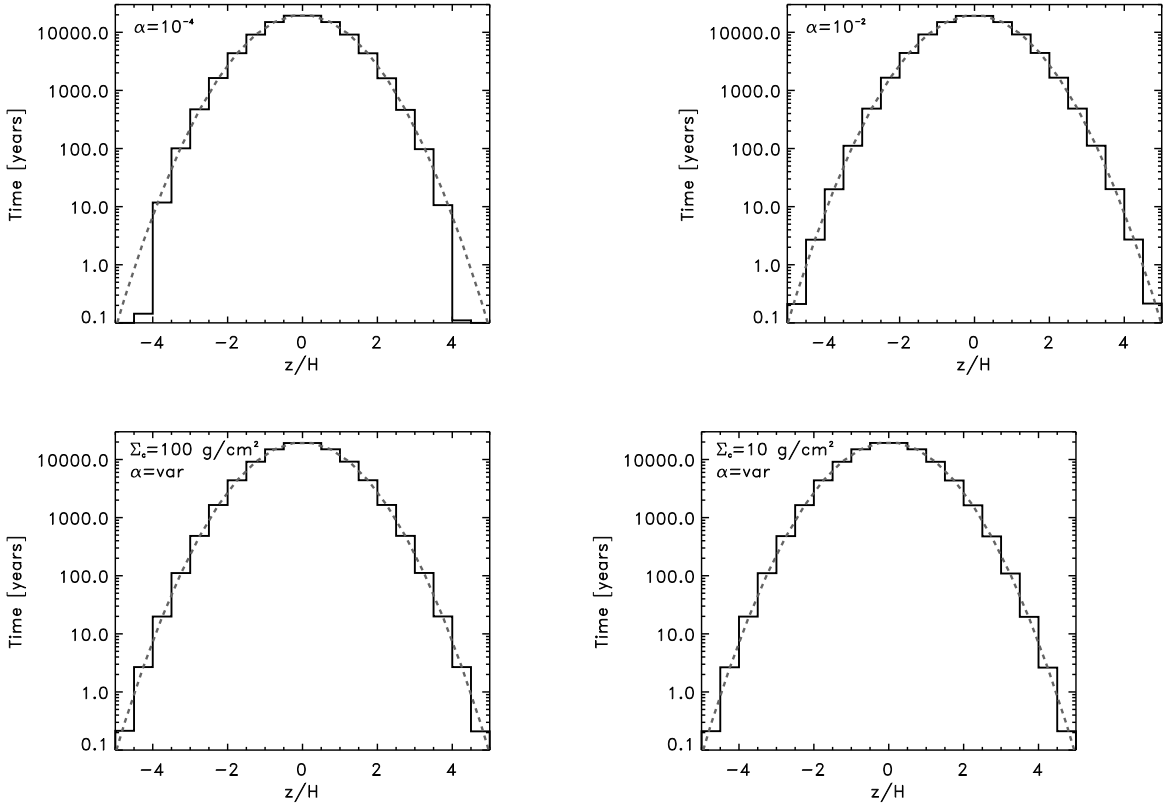 α=10⁻⁴
10000.0
1000.0
100.0
10.0
1.0
0.1
Time [years]
−4 −2 0 2 4
z/H
α=10⁻²
10000.0
1000.0
100.0
10.0
1.0
0.1
Time [years]
−4 −2 0 2 4
z/H
Σc=100 g/cm²
α=var
10000.0
1000.0
100.0
10.0
1.0
0.1
Time [years]
−4 −2 0 2 4
z/H
Σc=10 g/cm²
α=var
10000.0
1000.0
100.0
10.0
1.0
0.1
Time [years]
−4 −2 0 2 4
z/H